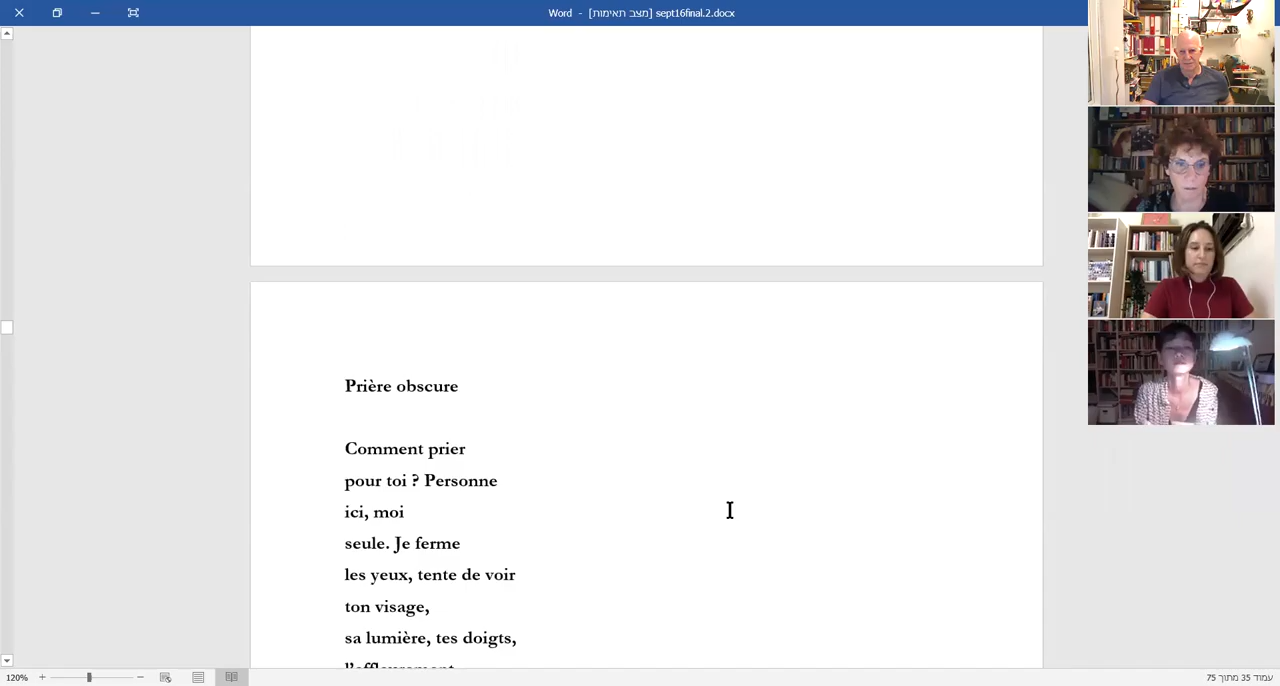 Word - [מצב תאימות] sept16final.2.docx
Prière obscure
Comment prier
pour toi ? Personne
ici, moi
seule. Je ferme
les yeux, tente de voir
ton visage,
sa lumière, tes doigts,
l'affleurement
120%
עמוד 35 מתוך 75